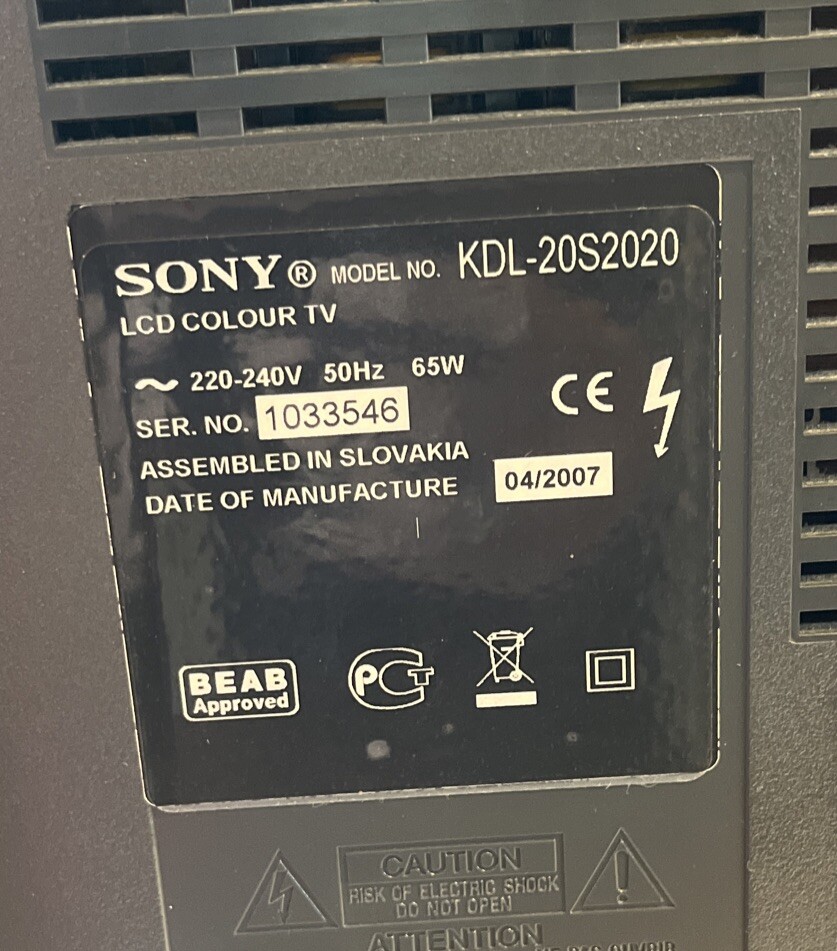 SONY® MODEL NO. KDL-20S2020
LCD COLOUR TV
~ 220-240V 50Hz 65W
SER. NO. 1033546
CE
ASSEMBLED IN SLOVAKIA
DATE OF MANUFACTURE 04/2007
BEAB
Approved
PCT
CAUTION
RISK OF ELECTRIC SHOCK
DO NOT OPEN
ATTENTION